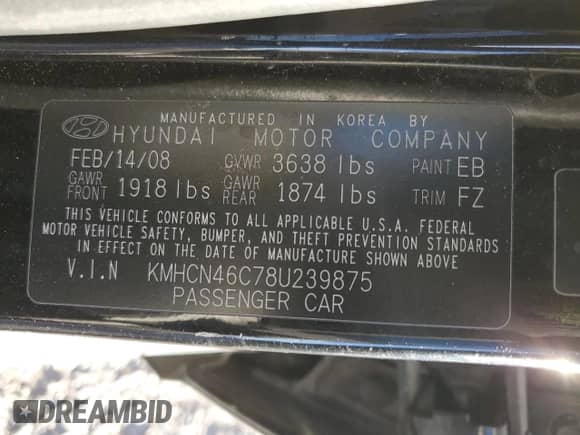 MANUFACTURED IN KOREA BY
HYUNDAI MOTOR COMPANY
FEB/14/08 GVWR 3638 lbs PAINT EB
GAWR FRONT 1918 lbs GAWR REAR 1874 lbs TRIM FZ
THIS VEHICLE CONFORMS TO ALL APPLICABLE U.S.A. FEDERAL
MOTOR VEHICLE SAFETY, BUMPER, AND THEFT PREVENTION STANDARDS
IN EFFECT ON THE DATE OF MANUFACTURE SHOWN ABOVE.
V.I.N KMHCN46C78U239875
PASSENGER CAR
DREAMBID